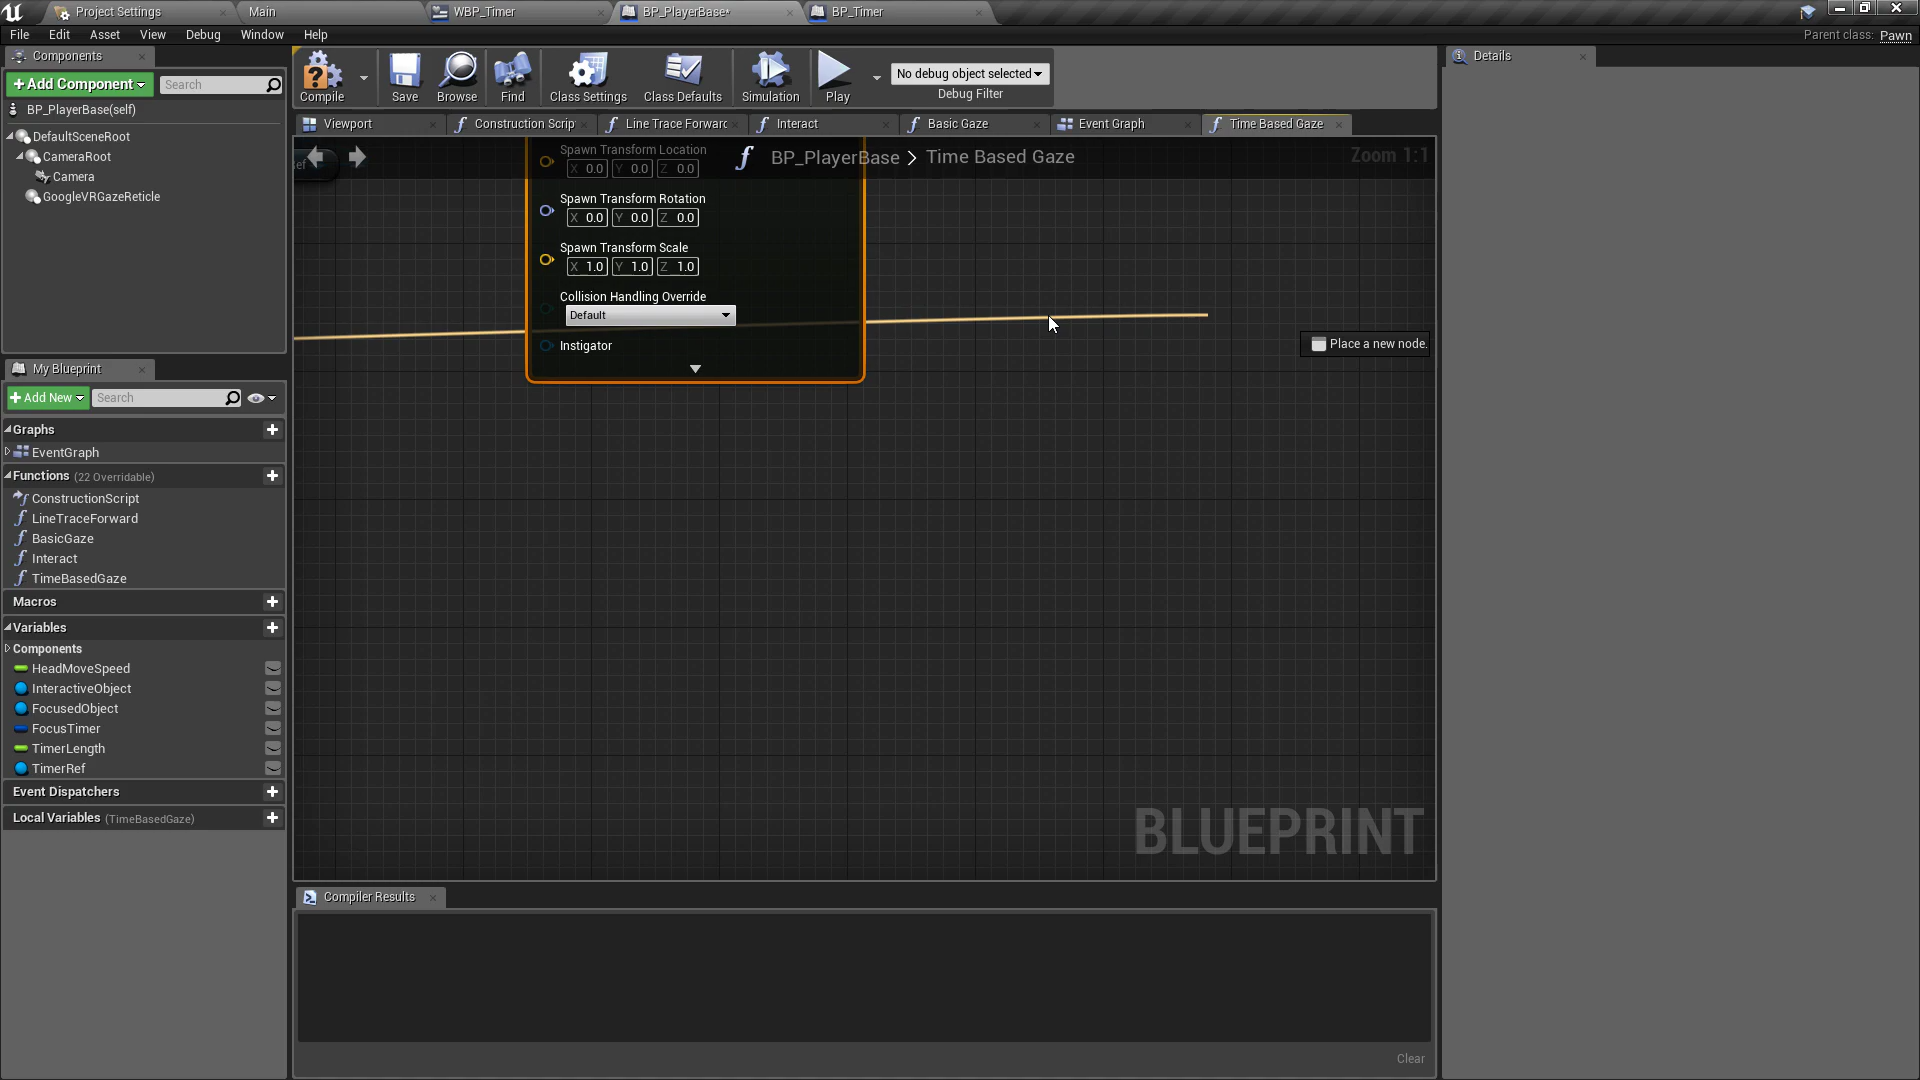 Project Settings
Main
WBP_Timer
BP_PlayerBase*
BP_Timer
File
Edit
Asset
View
Debug
Window
Help
Parent class: Pawn
Components
+Add Component
Search
BP_PlayerBase(self)
DefaultSceneRoot
CameraRoot
Camera
GoogleVRGazeReticle
Compile
Save
Browse
Find
Class Settings
Class Defaults
Simulation
Play
No debug object selected
Debug Filter
Details
Viewport
Construction Scrip
Line Trace Forwarc
Interact
Basic Gaze
Event Graph
Time Based Gaze
BP_PlayerBase > Time Based Gaze
Zoom 1:1
Spawn Transform Location
X 0.0 Y 0.0 Z 0.0
Spawn Transform Rotation
X 0.0 Y 0.0 Z 0.0
Spawn Transform Scale
X 1.0 Y 1.0 Z 1.0
Collision Handling Override
Default
Instigator
Place a new node.
My Blueprint
+Add New
Search
Graphs
EventGraph
Functions (22 Overridable)
ConstructionScript
LineTraceForward
BasicGaze
Interact
TimeBasedGaze
Macros
Variables
Components
HeadMoveSpeed
InteractiveObject
FocusedObject
FocusTimer
TimerLength
TimerRef
Event Dispatchers
Local Variables (TimeBasedGaze)
BLUEPRINT
Compiler Results
Clear